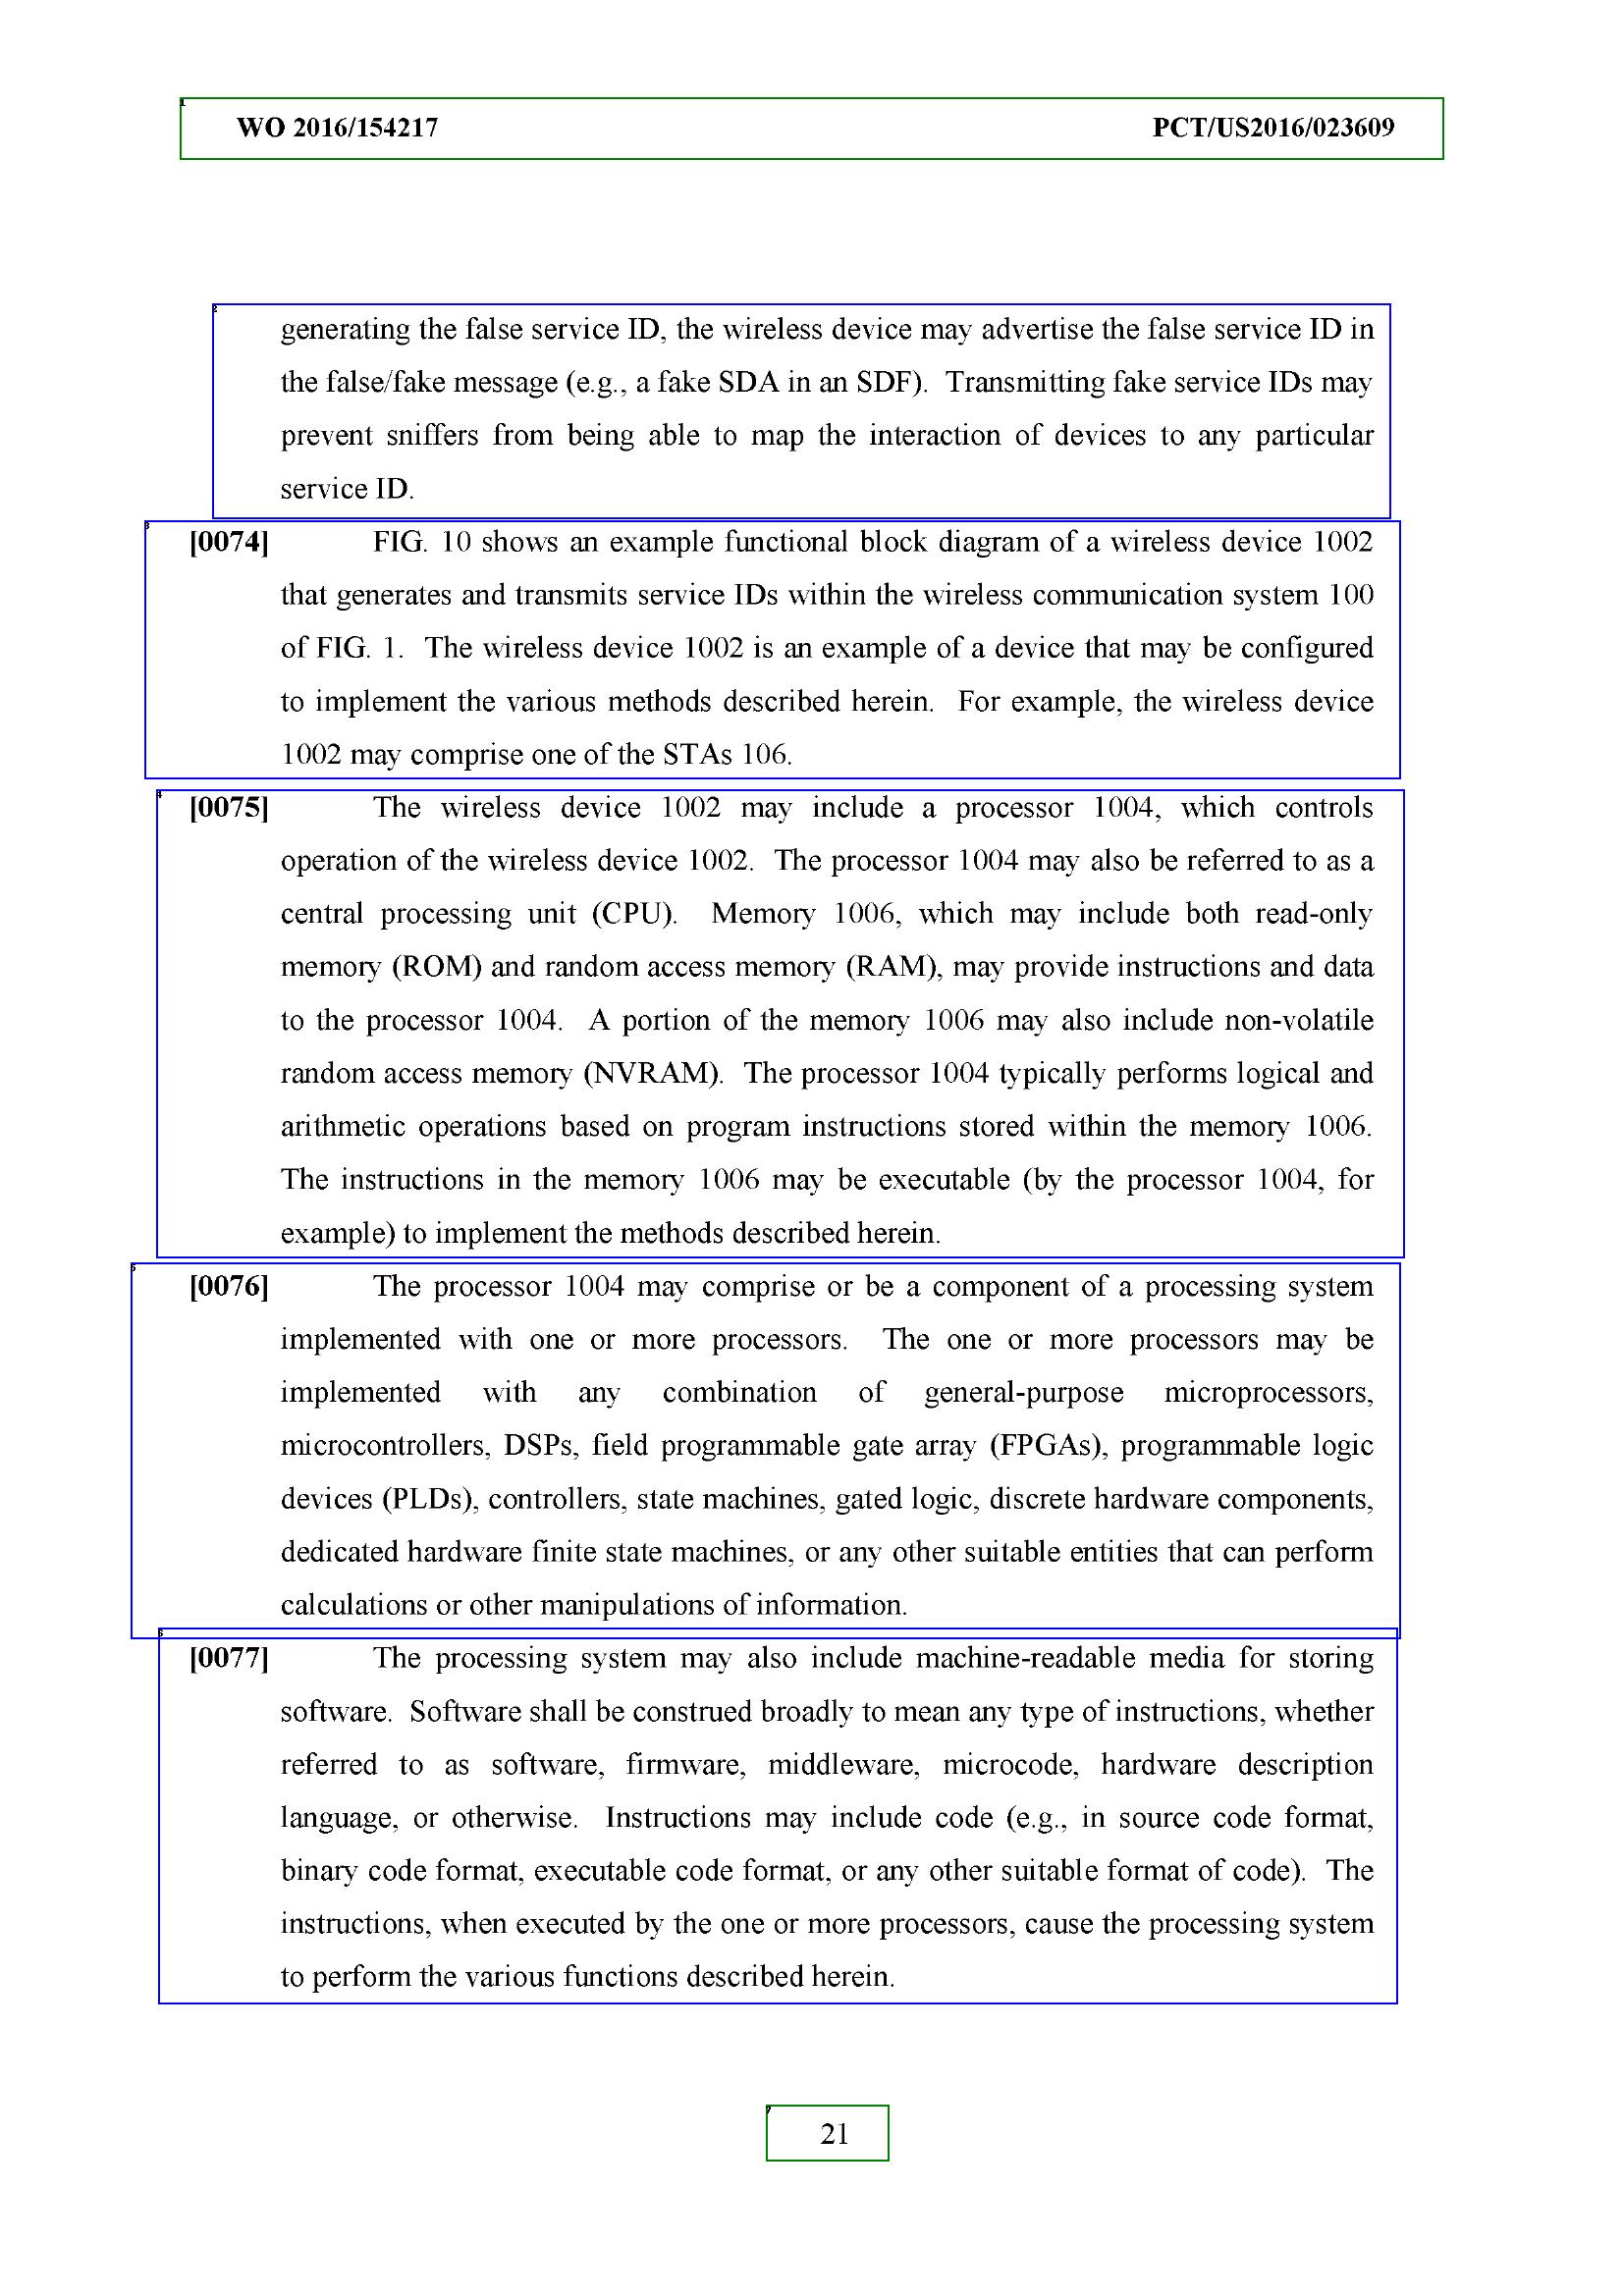 WO 2016/154217 PCT/US2016/023609
generating the false service ID, the wireless device may advertise the false service ID in
the false/fake message (e.g., a fake SDA in an SDF). Transmitting fake service IDs may
prevent sniffers from being able to map the interaction of devices to any particular
service ID.
[0074] FIG. 10 shows an example functional block diagram of a wireless device 1002
that generates and transmits service IDs within the wireless communication system 100
of FIG. 1. The wireless device 1002 is an example of a device that may be configured
to implement the various methods described herein. For example, the wireless device
1002 may comprise one of the STAs 106.
[0075] The wireless device 1002 may include a processor 1004, which controls
operation of the wireless device 1002. The processor 1004 may also be referred to as a
central processing unit (CPU). Memory 1006, which may include both read-only
memory (ROM) and random access memory (RAM), may provide instructions and data
to the processor 1004. A portion of the memory 1006 may also include non-volatile
random access memory (NVRAM). The processor 1004 typically performs logical and
arithmetic operations based on program instructions stored within the memory 1006.
The instructions in the memory 1006 may be executable (by the processor 1004, for
example) to implement the methods described herein.
[0076] The processor 1004 may comprise or be a component of a processing system
implemented with one or more processors. The one or more processors may be
implemented with any combination of general-purpose microprocessors,
microcontrollers, DSPs, field programmable gate array (FPGAs), programmable logic
devices (PLDs), controllers, state machines, gated logic, discrete hardware components,
dedicated hardware finite state machines, or any other suitable entities that can perform
calculations or other manipulations of information.
[0077] The processing system may also include machine-readable media for storing
software. Software shall be construed broadly to mean any type of instructions, whether
referred to as software, firmware, middleware, microcode, hardware description
language, or otherwise. Instructions may include code (e.g., in source code format,
binary code format, executable code format, or any other suitable format of code). The
instructions, when executed by the one or more processors, cause the processing system
to perform the various functions described herein.
21